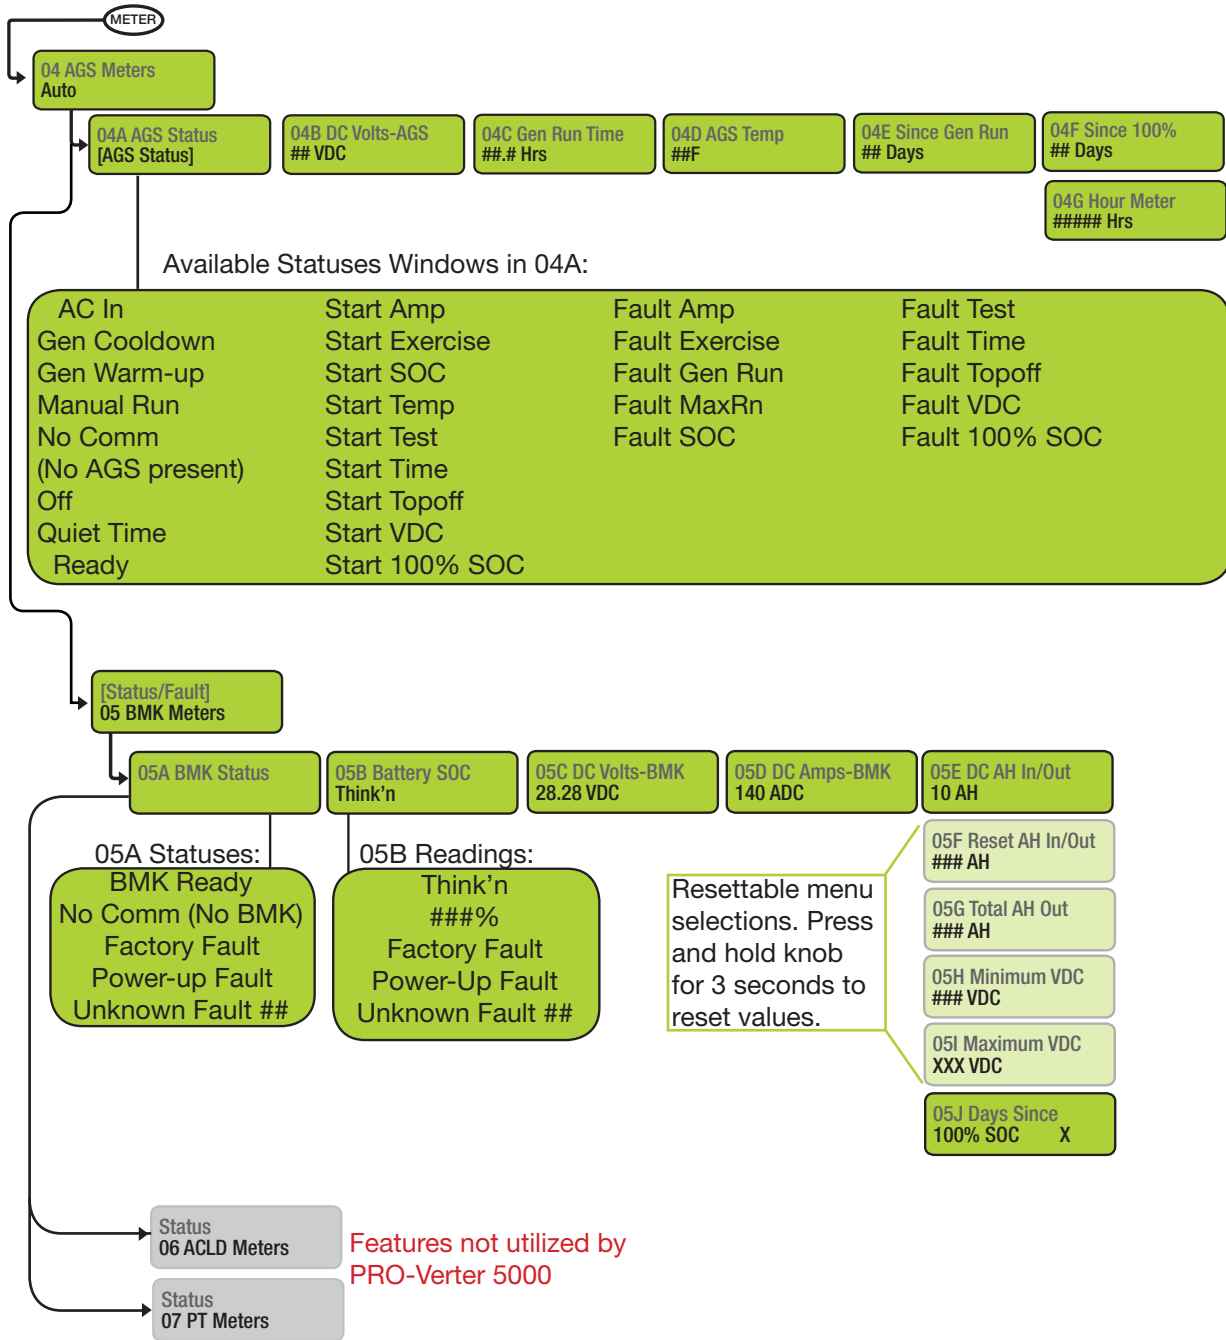 METER
04 AGS Meters
Auto
04A AGS Status
[AGS Status]
04B DC Volts-AGS
## VDC
04C Gen Run Time
##.# Hrs
04D AGS Temp
##F
04E Since Gen Run
## Days
04F Since 100%
## Days
04G Hour Meter
##### Hrs
Available Statuses Windows in 04A:
AC In
Gen Cooldown
Gen Warm-up
Manual Run
No Comm
(No AGS present)
Off
Quiet Time
Ready
Start Amp
Start Exercise
Start SOC
Start Temp
Start Test
Start Time
Start Topoff
Start VDC
Start 100% SOC
Fault Amp
Fault Exercise
Fault Gen Run
Fault MaxRn
Fault SOC
Fault Test
Fault Time
Fault Topoff
Fault VDC
Fault 100% SOC
[Status/Fault]
05 BMK Meters
05A BMK Status
05B Battery SOC
Think'n
05C DC Volts-BMK
28.28 VDC
05D DC Amps-BMK
140 ADC
05E DC AH In/Out
10 AH
05A Statuses:
BMK Ready
No Comm (No BMK)
Factory Fault
Power-up Fault
Unknown Fault ##
05B Readings:
Think'n
###%
Factory Fault
Power-Up Fault
Unknown Fault ##
Resettable menu
selections. Press
and hold knob
for 3 seconds to
reset values.
05F Reset AH In/Out
### AH
05G Total AH Out
### AH
05H Minimum VDC
### VDC
05I Maximum VDC
XXX VDC
05J Days Since
100% SOC X
Status
06 ACLD Meters
Features not utilized by
PRO-Verter 5000
Status
07 PT Meters